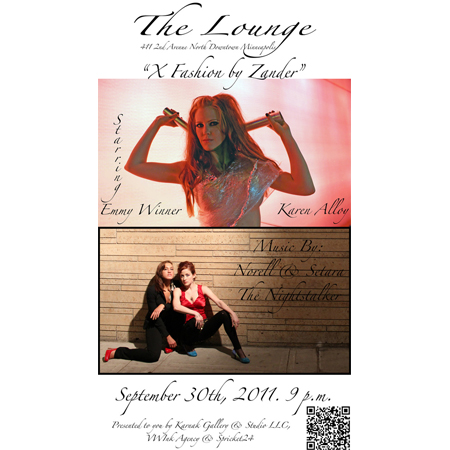 The Lounge
411 2nd Avenue North Downtown Minneapolis
"X Fashion by Zander"
Starring
Emmy Winner
Karen Alloy
Music By:
Norell & Setara
The Nightstalker
September 30th, 2011. 9 p.m.
Presented to you by Karnak Gallery & Studio LLC,
VWInk Agency & Spricket24